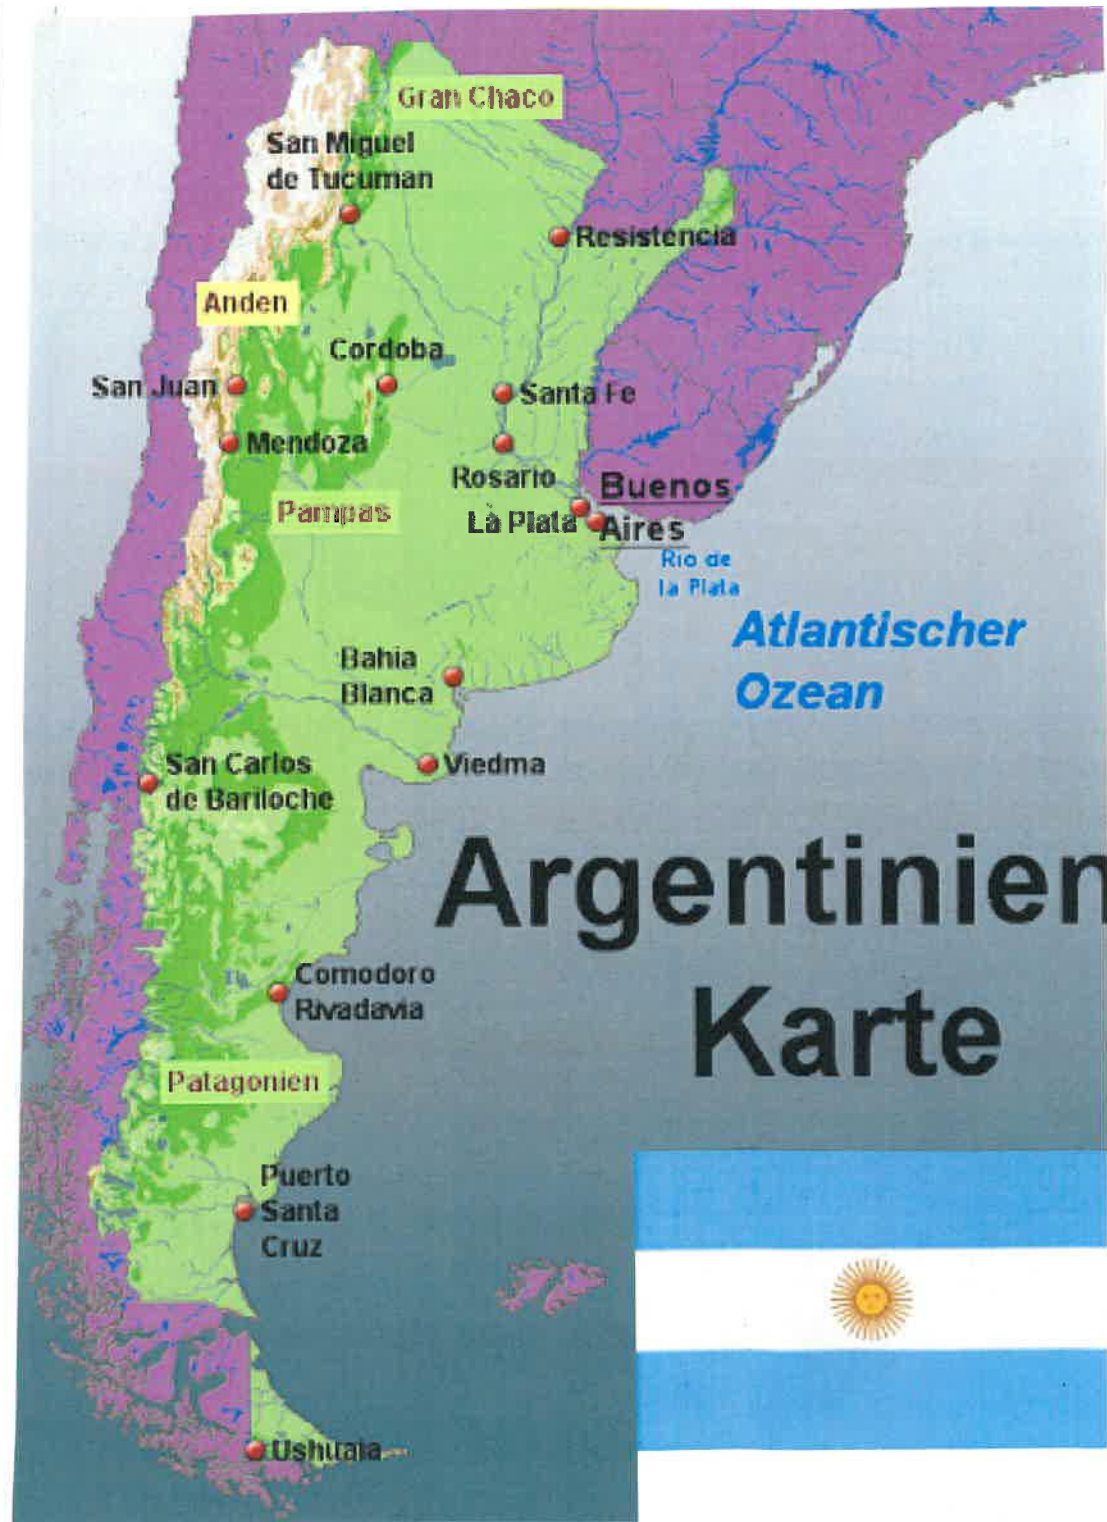 Gran Chaco
San Miguel
de Tucuman
Resistencia
Anden
Cordoba
San Juan
Santa Fe
Mendoza
Rosario
Buenos
Pampas
La Plata
Aires
Rio de
la Plata
Atlantischer
Ozean
Bahia
Blanca
San Carlos
de Bariloche
Viedma
Argentinien
Karte
Comodoro
Rivadavia
Patagonien
Puerto
Santa
Cruz
Ushuaia